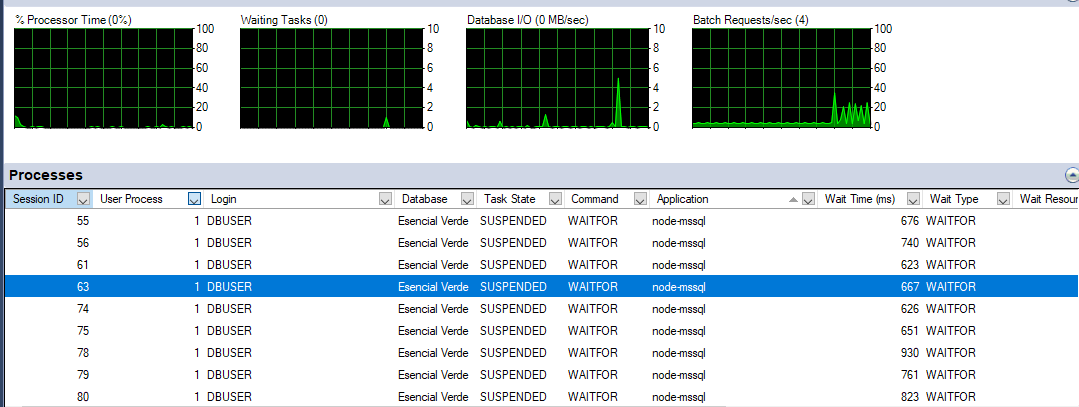 % Processor Time (0%) Waiting Tasks (0) Database I/O (0 MB/sec) Batch Requests/sec (4)
100 10 10 100
80 8 8 80
60 6 6 60
40 4 4 40
20 2 2 20
0 0 0 0
Processes
Session ID User Process Login Database Task State Command Application Wait Time (ms) Wait Type Wait Resour
55 1 DBUSER Esencial Verde SUSPENDED WAITFOR node-mssql 676 WAITFOR
56 1 DBUSER Esencial Verde SUSPENDED WAITFOR node-mssql 740 WAITFOR
61 1 DBUSER Esencial Verde SUSPENDED WAITFOR node-mssql 623 WAITFOR
63 1 DBUSER Esencial Verde SUSPENDED WAITFOR node-mssql 667 WAITFOR
74 1 DBUSER Esencial Verde SUSPENDED WAITFOR node-mssql 626 WAITFOR
75 1 DBUSER Esencial Verde SUSPENDED WAITFOR node-mssql 651 WAITFOR
78 1 DBUSER Esencial Verde SUSPENDED WAITFOR node-mssql 930 WAITFOR
79 1 DBUSER Esencial Verde SUSPENDED WAITFOR node-mssql 761 WAITFOR
80 1 DBUSER Esencial Verde SUSPENDED WAITFOR node-mssql 823 WAITFOR